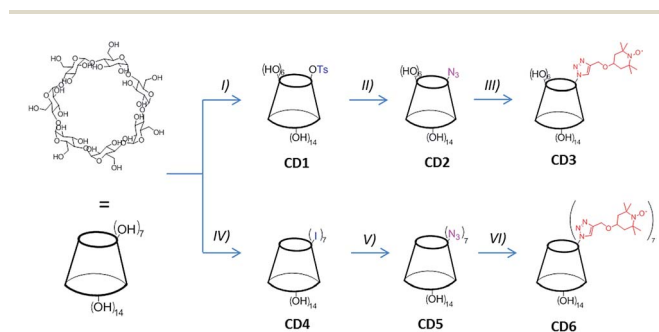 I)
II)
III)
(HO)6
OTs
(OH)14
CD1
(HO)6
N3
(OH)14
CD2
(HO)6
N
N
N
O
N-O•
(OH)14
CD3
=
(OH)7
(OH)14
IV)
V)
VI)
(I)7
(OH)14
CD4
(N3)7
(OH)14
CD5
N
N
N
O
N-O•
7
(OH)14
CD6